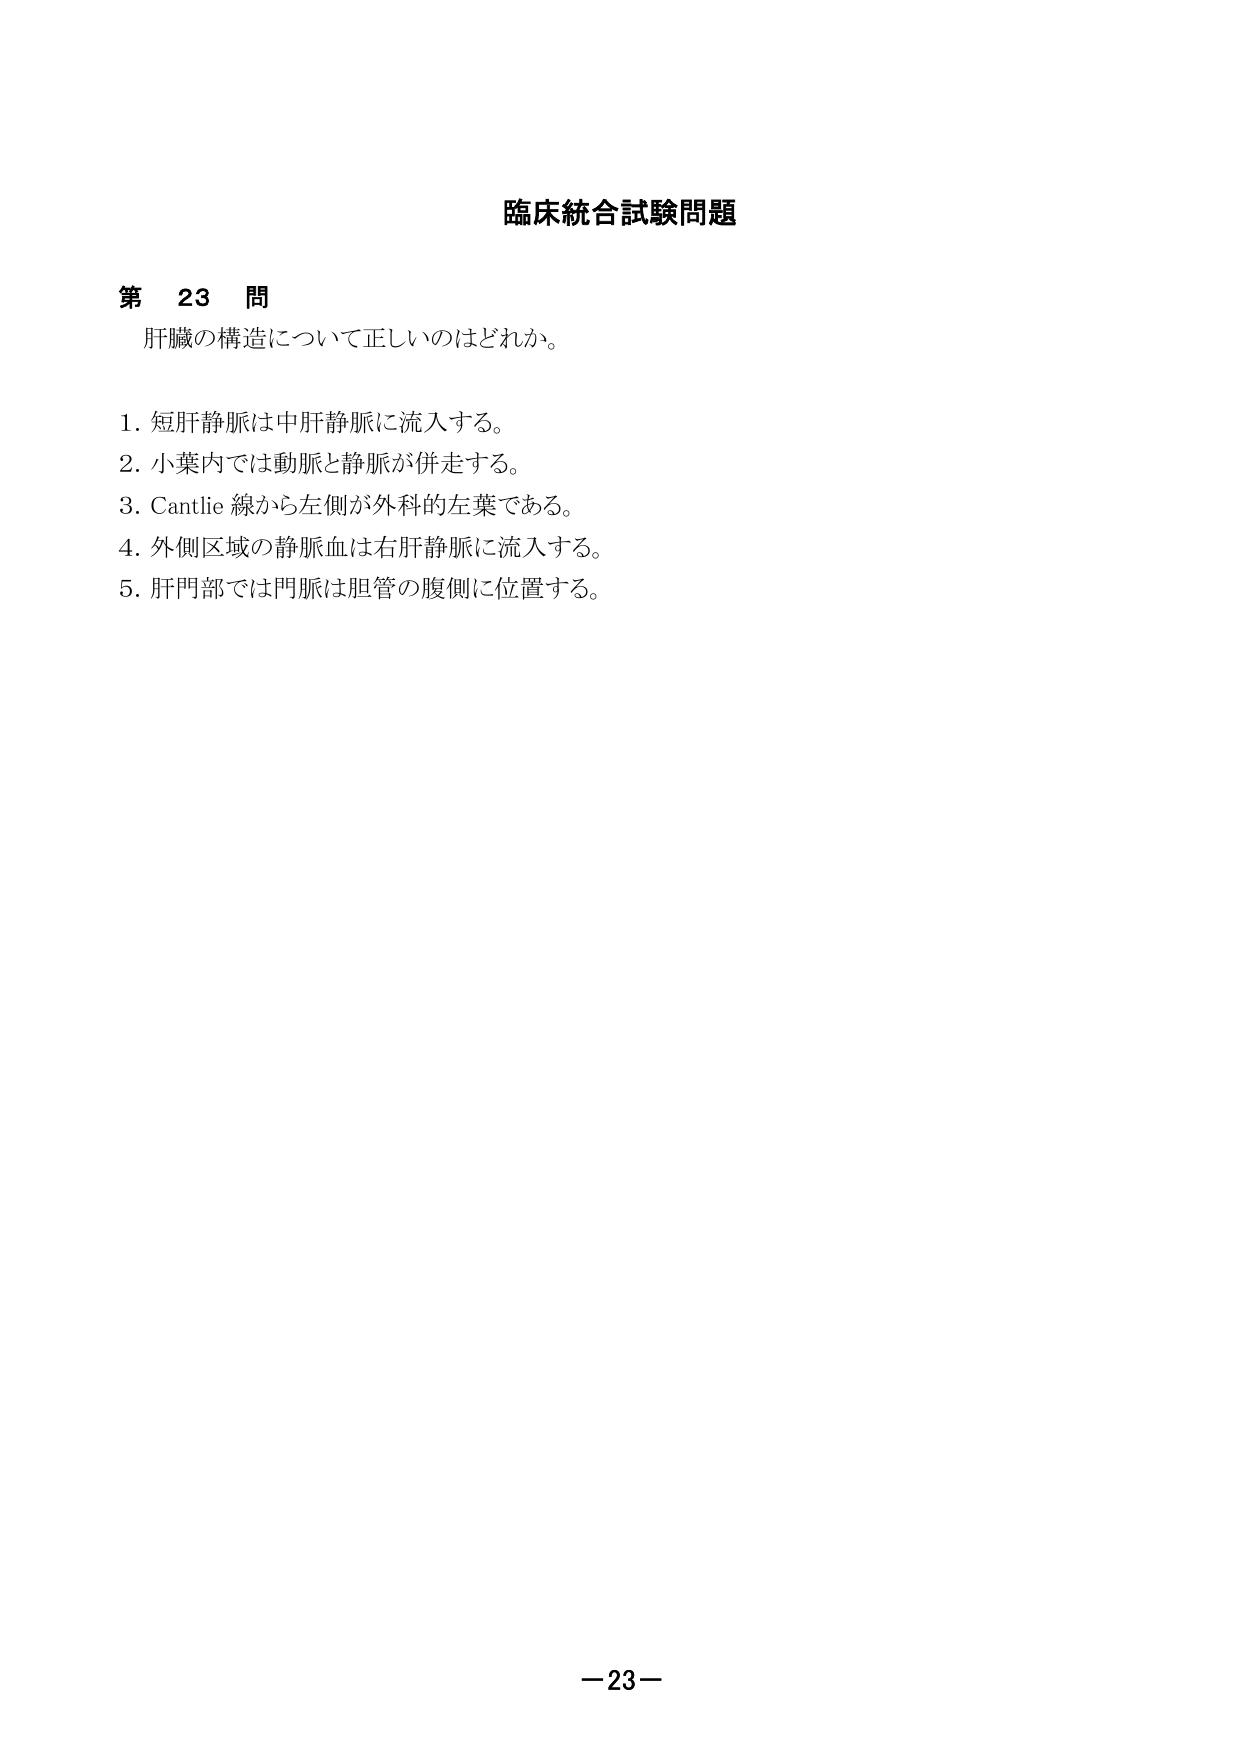 臨床統合試験問題
第 23 問
肝臓の構造について正しいのはどれか。
1. 短肝静脈は中肝静脈に流入する。
2. 小葉内では動脈と静脈が併走する。
3. Cantlie 線から左側が外科的左葉である。
4. 外側区域の静脈血は右肝静脈に流入する。
5. 肝門部では門脈は胆管の腹側に位置する。
－23－